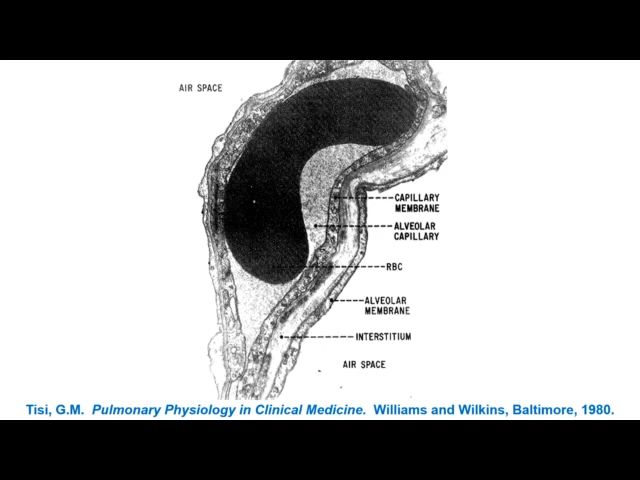 AIR SPACE
CAPILLARY
MEMBRANE
ALVEOLAR
CAPILLARY
RBC
ALVEOLAR
MEMBRANE
INTERSTITIUM
AIR SPACE
Tisi, G.M. Pulmonary Physiology in Clinical Medicine. Williams and Wilkins, Baltimore, 1980.